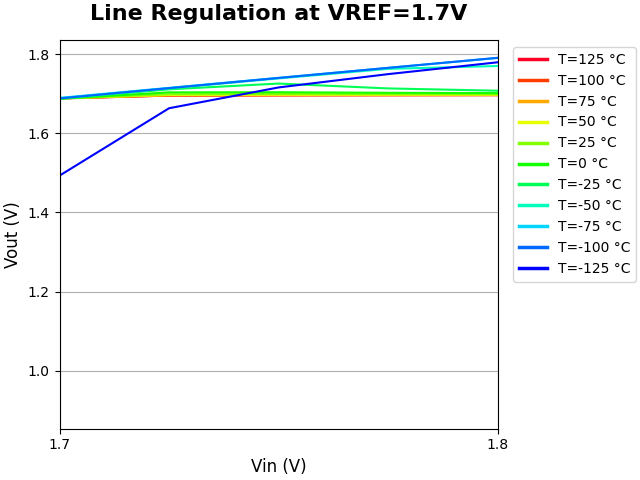 Line Regulation at VREF=1.7V
Vout (V)
1.8
1.6
1.4
1.2
1.0
1.7
1.8
Vin (V)
T=125 °C
T=100 °C
T=75 °C
T=50 °C
T=25 °C
T=0 °C
T=-25 °C
T=-50 °C
T=-75 °C
T=-100 °C
T=-125 °C